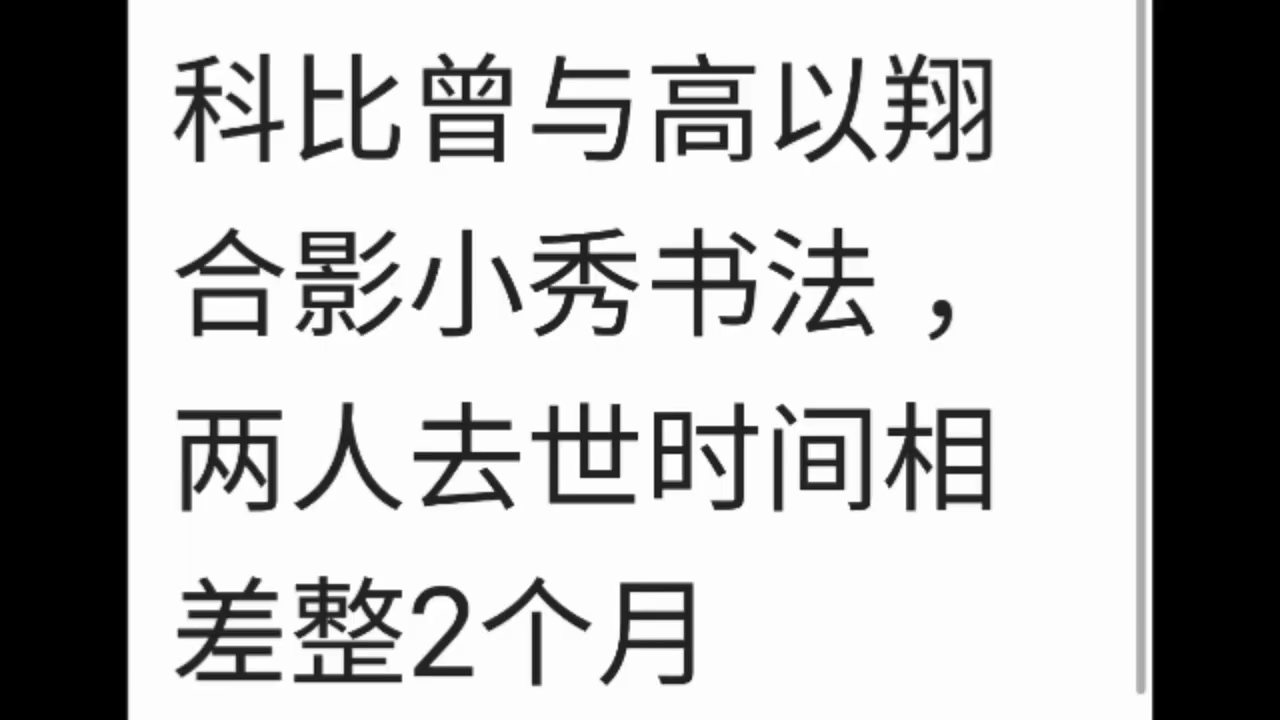 科比曾与高以翔
合影小秀书法，
两人去世时间相
差整2个月